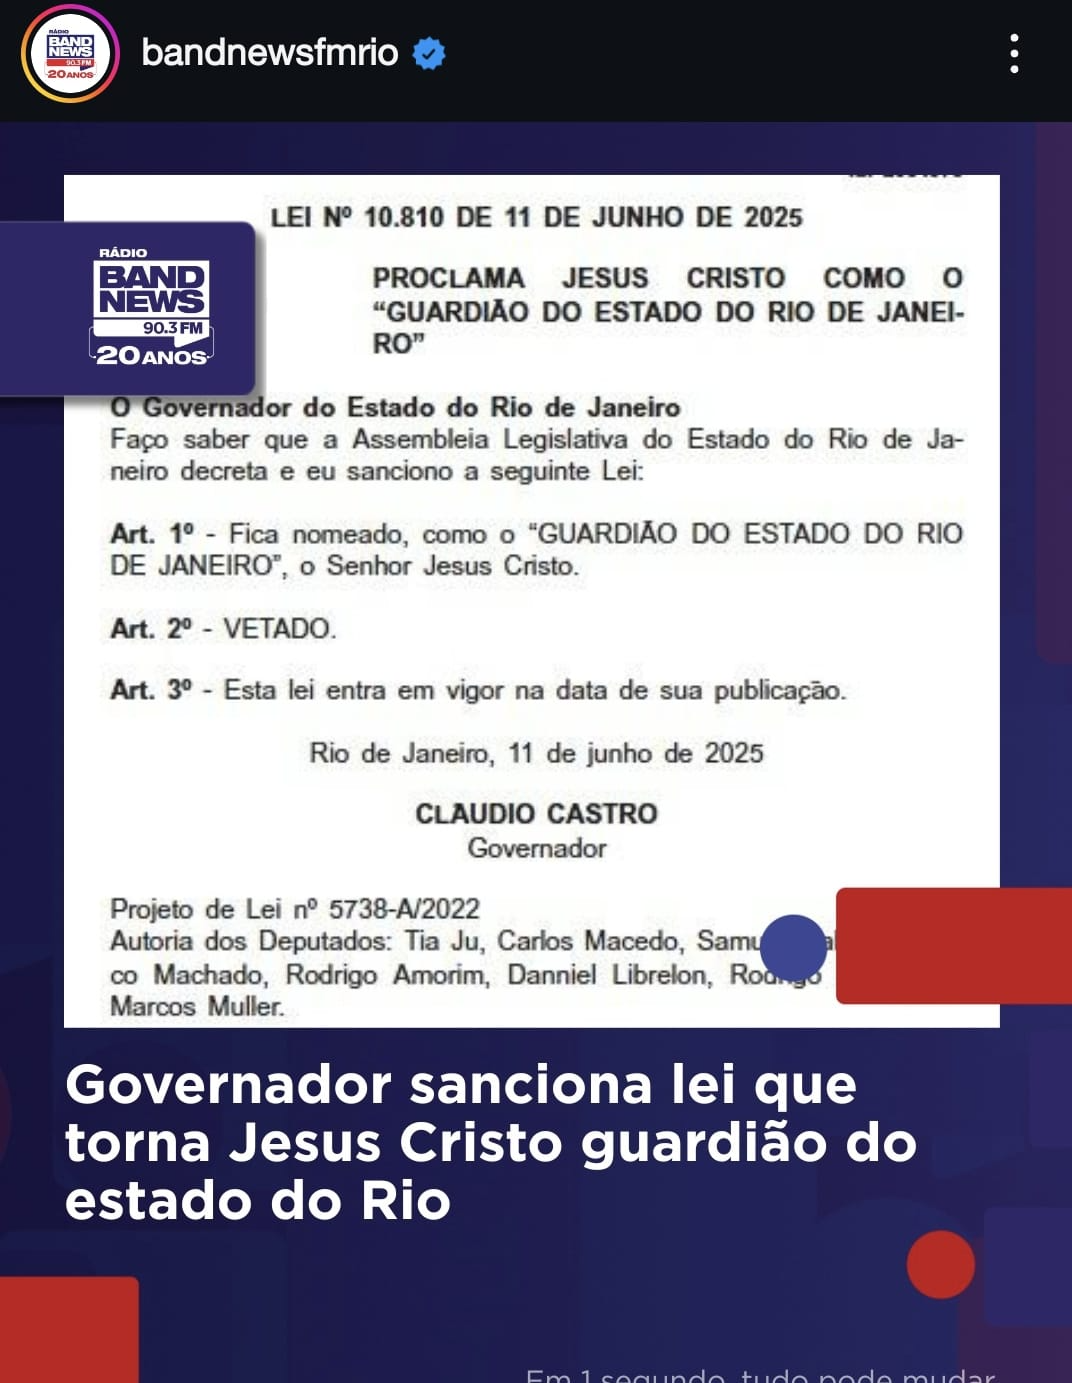 bandnewsfmrio
RÁDIO
BAND
NEWS
90.3 FM
20 ANOS
LEI Nº 10.810 DE 11 DE JUNHO DE 2025
PROCLAMA JESUS CRISTO COMO O
“GUARDIÃO DO ESTADO DO RIO DE JANEI-
RO”
RÁDIO
BAND
NEWS
90.3 FM
20 ANOS
O Governador do Estado do Rio de Janeiro
Faço saber que a Assembleia Legislativa do Estado do Rio de Ja-
neiro decreta e eu sanciono a seguinte Lei:
Art. 1º - Fica nomeado, como o “GUARDIÃO DO ESTADO DO RIO
DE JANEIRO”, o Senhor Jesus Cristo.
Art. 2º - VETADO.
Art. 3º - Esta lei entra em vigor na data de sua publicação.
Rio de Janeiro, 11 de junho de 2025
CLAUDIO CASTRO
Governador
Projeto de Lei nº 5738-A/2022
Autoria dos Deputados: Tia Ju, Carlos Macedo,
co Machado, Rodrigo Amorim, Danniel Librelon,
Marcos Muller.
Governador sanciona lei que
torna Jesus Cristo guardião do
estado do Rio
Em 1 segundo, tudo pode mudar